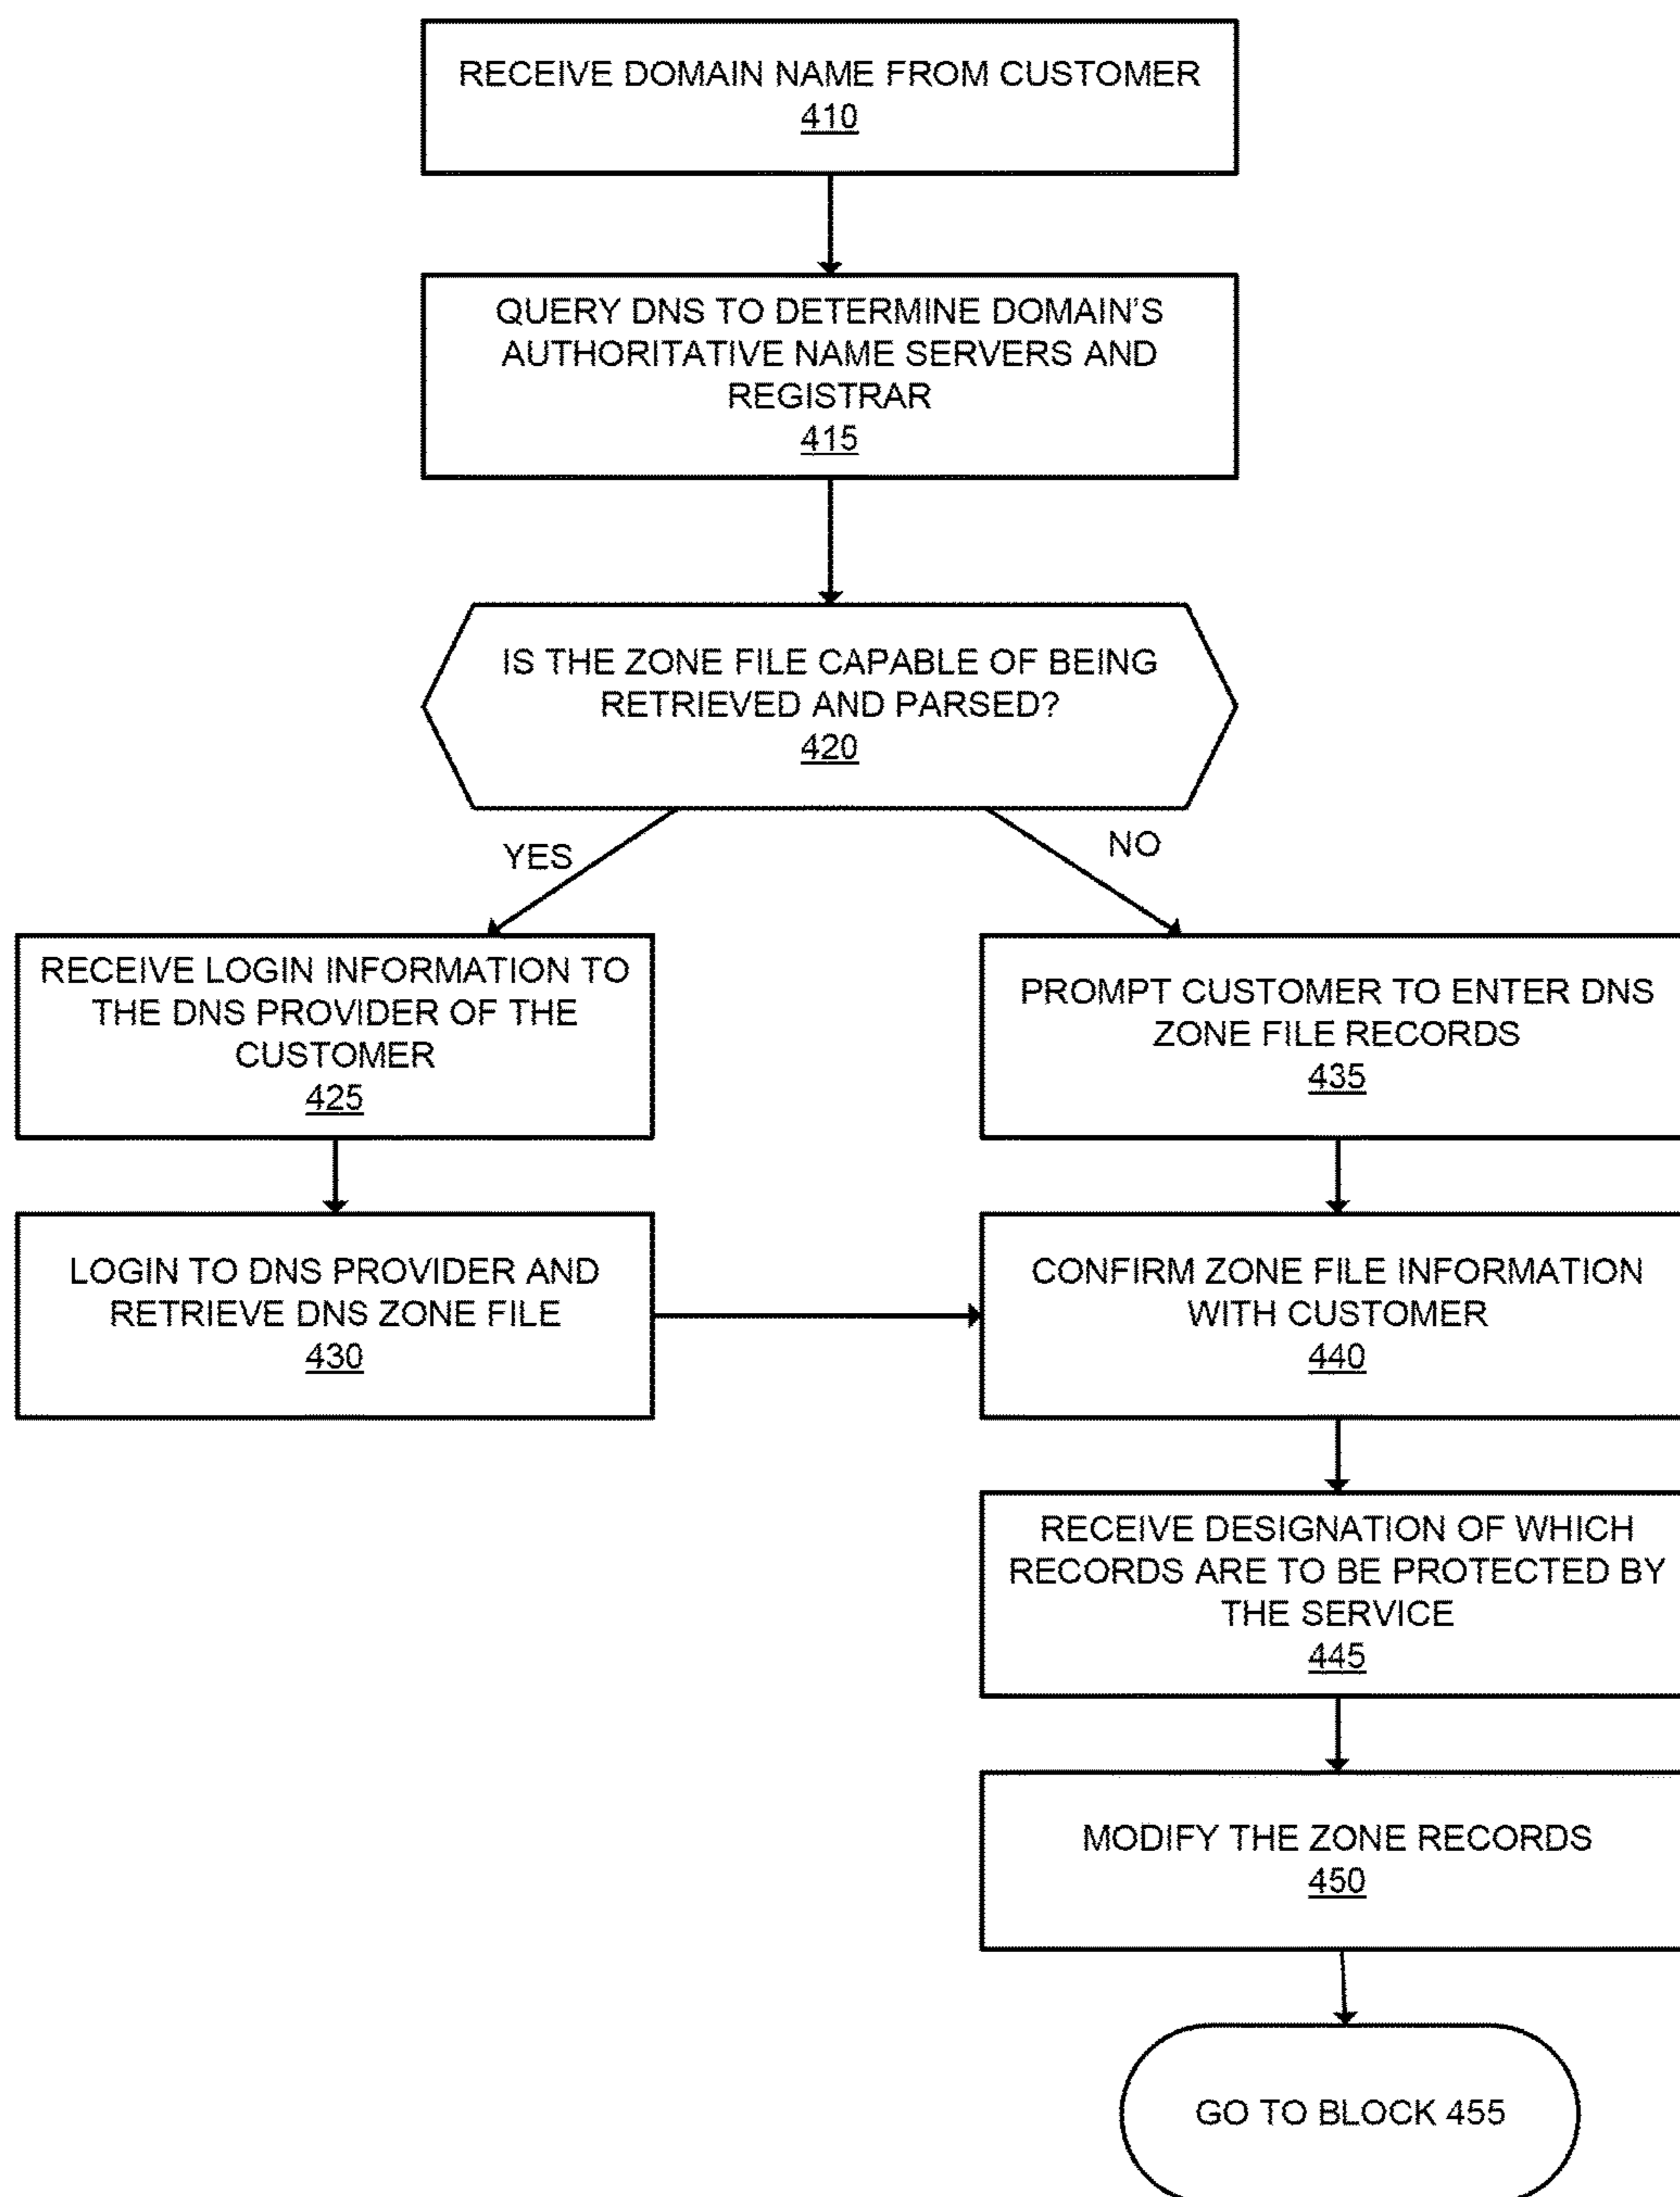 RECEIVE DOMAIN NAME FROM CUSTOMER
410
QUERY DNS TO DETERMINE DOMAIN'S
AUTHORITATIVE NAME SERVERS AND
REGISTRAR
415
IS THE ZONE FILE CAPABLE OF BEING
RETRIEVED AND PARSED?
420
YES
NO
RECEIVE LOGIN INFORMATION TO
THE DNS PROVIDER OF THE
CUSTOMER
425
PROMPT CUSTOMER TO ENTER DNS
ZONE FILE RECORDS
435
LOGIN TO DNS PROVIDER AND
RETRIEVE DNS ZONE FILE
430
CONFIRM ZONE FILE INFORMATION
WITH CUSTOMER
440
RECEIVE DESIGNATION OF WHICH
RECORDS ARE TO BE PROTECTED BY
THE SERVICE
445
MODIFY THE ZONE RECORDS
450
GO TO BLOCK 455